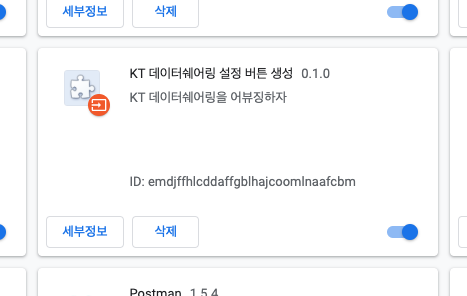 세부정보 삭제
KT 데이터쉐어링 설정 버튼 생성 0.1.0
KT 데이터쉐어링을 어뷰징하자
ID: emdjffhlcddaffgblhajcoomlnaafcbm
세부정보 삭제
Postman 1.5.4